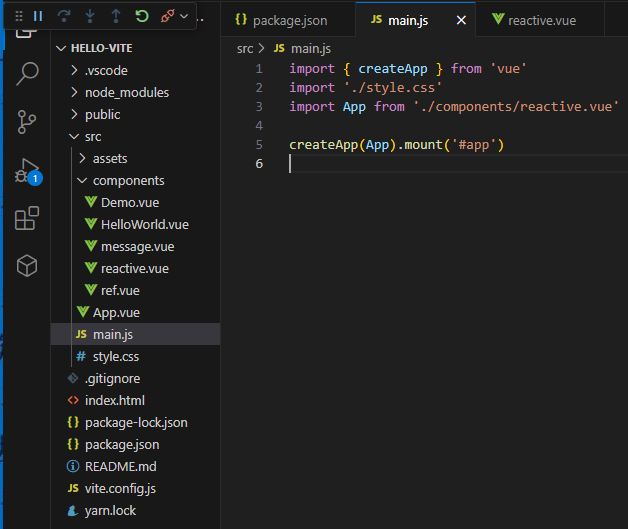 ...
HELLO-VITE
.vscode
node_modules
public
src
assets
components
Demo.vue
HelloWorld.vue
message.vue
reactive.vue
ref.vue
App.vue
JS main.js
# style.css
.gitignore
<> index.html
{} package-lock.json
{} package.json
README.md
JS vite.config.js
yarn.lock
1
{} package.json
JS main.js
reactive.vue
src > JS main.js
1 import { createApp } from 'vue'
2 import './style.css'
3 import App from './components/reactive.vue'
4
5 createApp(App).mount('#app')
6